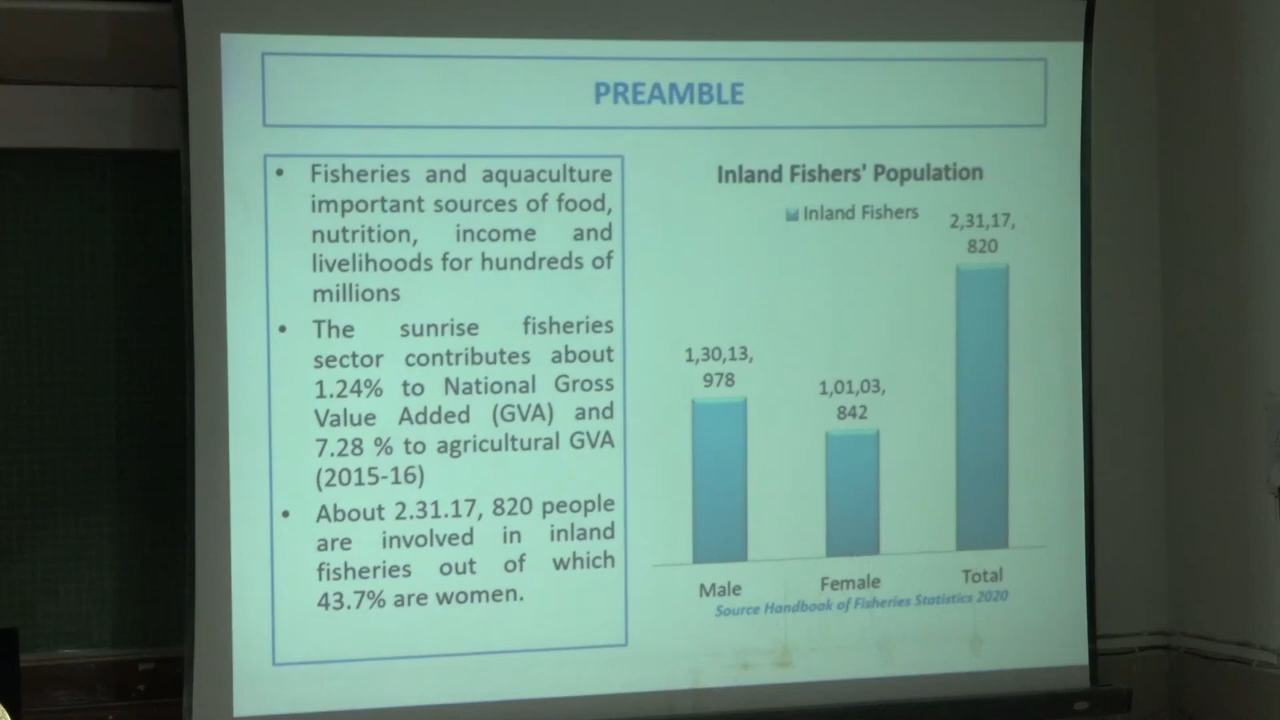 PREAMBLE
• Fisheries and aquaculture
important sources of food,
nutrition, income and
livelihoods for hundreds of
millions
• The sunrise fisheries
sector contributes about
1.24% to National Gross
Value Added (GVA) and
7.28 % to agricultural GVA
(2015-16)
• About 2.31.17, 820 people
are involved in inland
fisheries out of which
43.7% are women.
Inland Fishers' Population
Inland Fishers
2,31,17,
820
1,30,13,
978
1,01,03,
842
Male Female Total
Source Handbook of Fisheries Statistics 2020